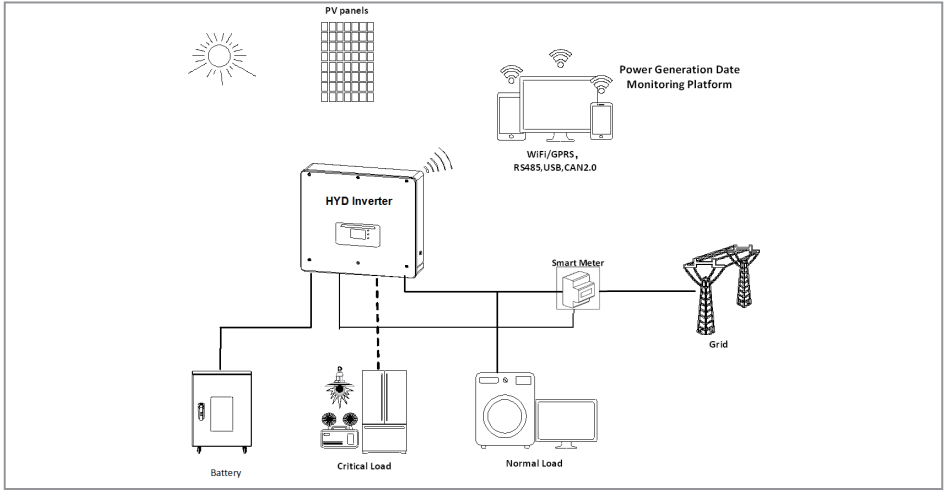 PV panels
Power Generation Date
Monitoring Platform
WiFi/GPRS,
RS485,USB,CAN2.0
HYD Inverter
Smart Meter
Grid
Battery
Critical Load
Normal Load